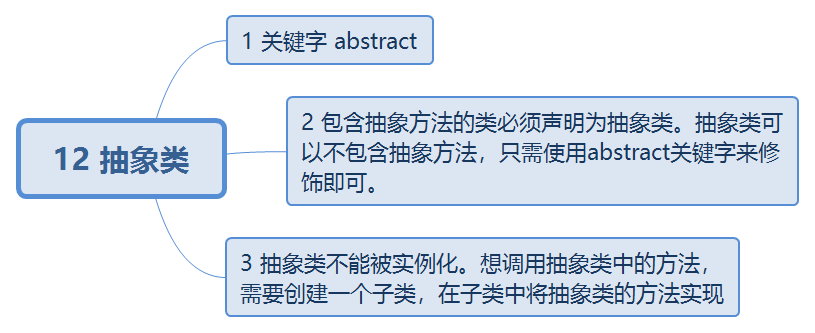 12 抽象类
1 关键字 abstract
2 包含抽象方法的类必须声明为抽象类。抽象类可
以不包含抽象方法，只需使用abstract关键字来修
饰即可。
3 抽象类不能被实例化。想调用抽象类中的方法，
需要创建一个子类，在子类中将抽象类的方法实现